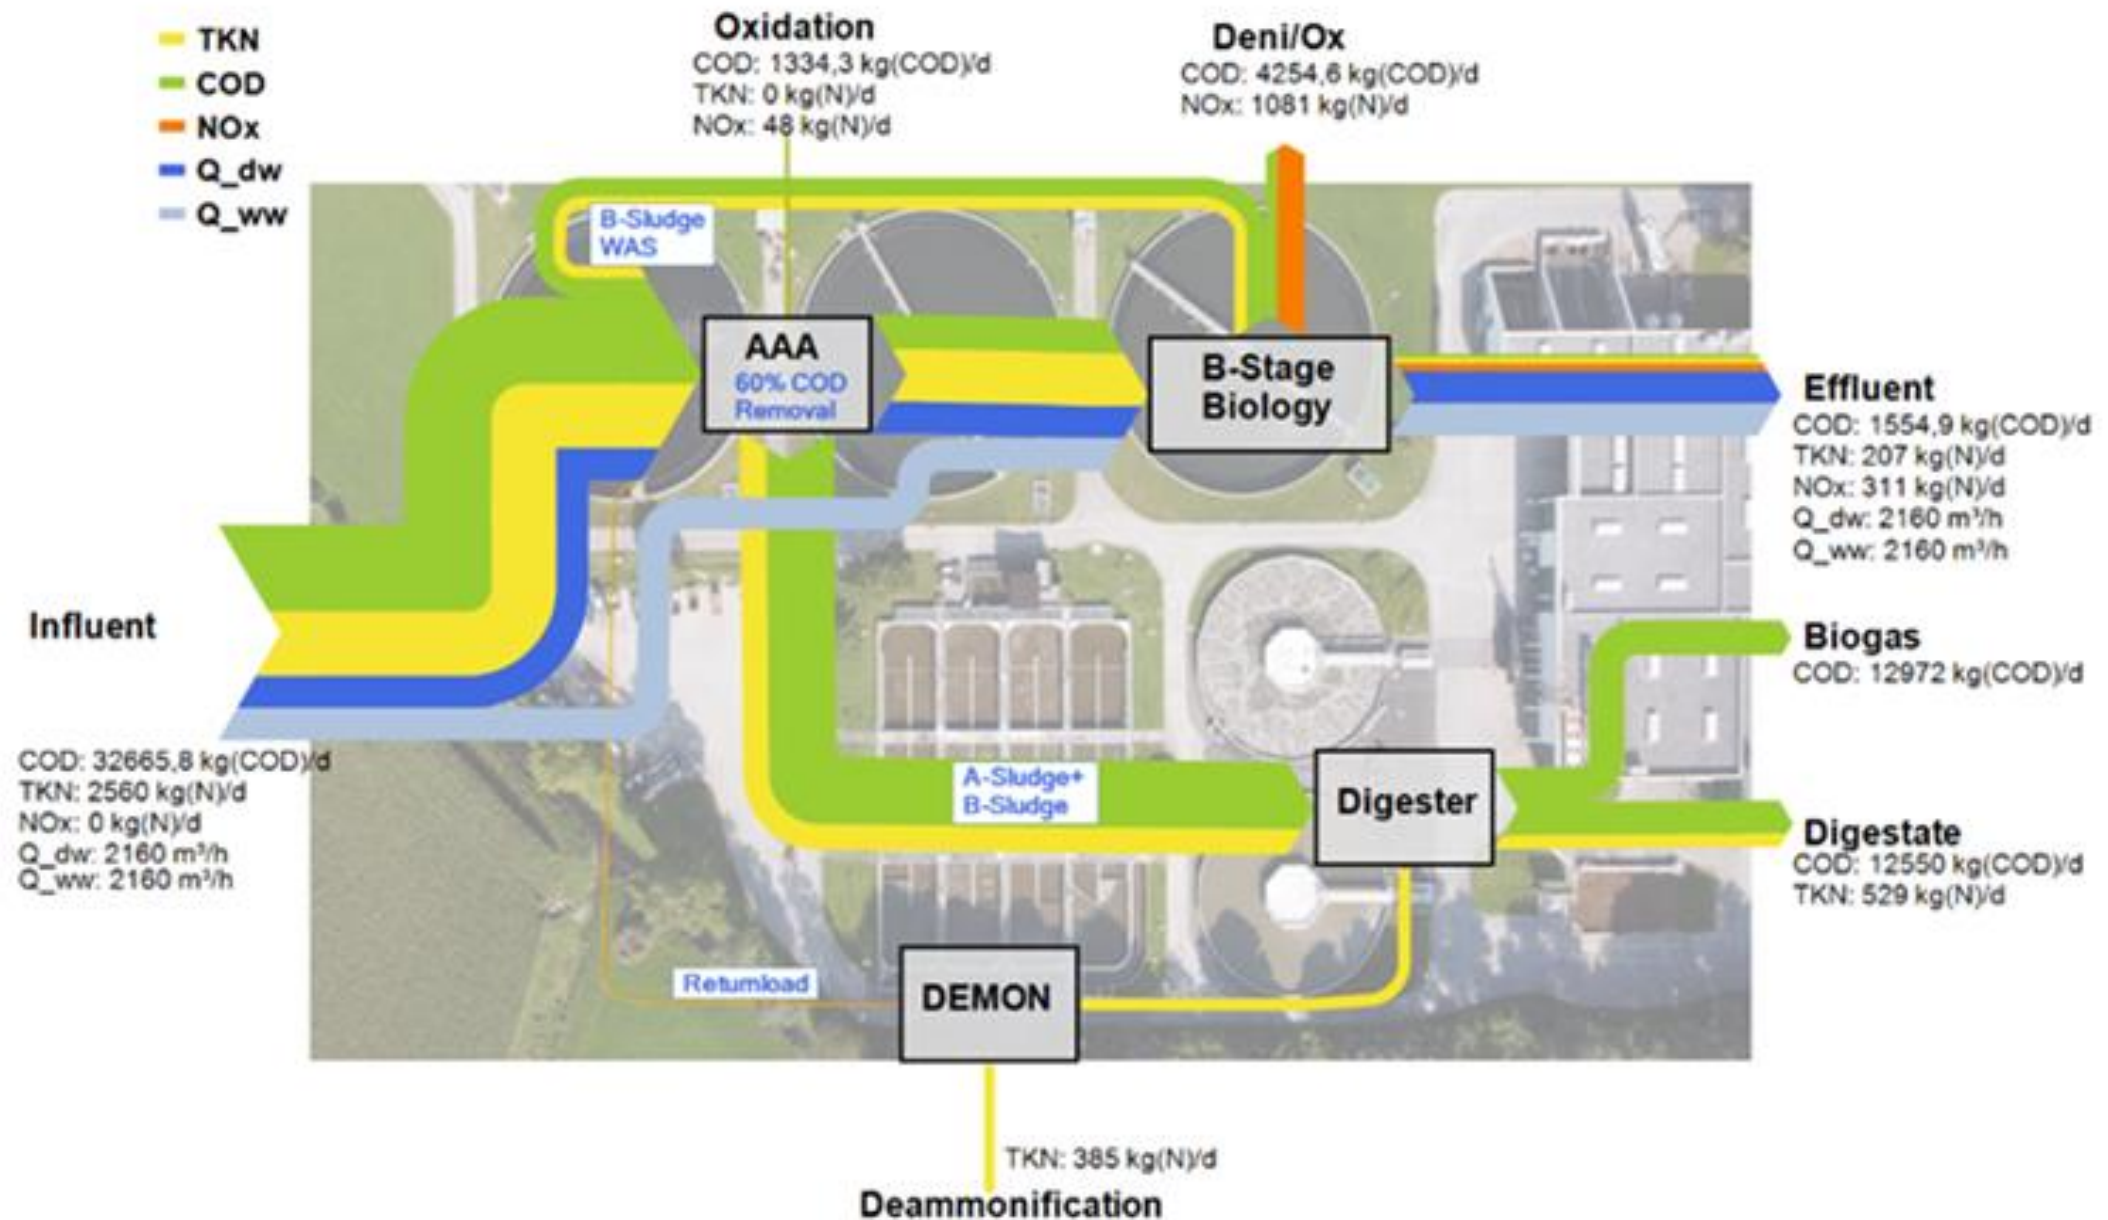 TKN
COD
NOx
Q_dw
Q_ww
Oxidation
COD: 1334,3 kg(COD)/d
TKN: 0 kg(N)/d
NOx: 48 kg(N)/d
Deni/Ox
COD: 4254,6 kg(COD)/d
NOx: 1081 kg(N)/d
B-Sludge
WAS
AAA
60% COD
Removal
B-Stage
Biology
Effluent
COD: 1554,9 kg(COD)/d
TKN: 207 kg(N)/d
NOx: 311 kg(N)/d
Q_dw: 2160 m³/h
Q_ww: 2160 m³/h
Influent
COD: 32665,8 kg(COD)/d
TKN: 2560 kg(N)/d
NOx: 0 kg(N)/d
Q_dw: 2160 m³/h
Q_ww: 2160 m³/h
Biogas
COD: 12972 kg(COD)/d
A-Sludge+
B-Sludge
Digester
Digestate
COD: 12550 kg(COD)/d
TKN: 529 kg(N)/d
Returnload
DEMON
TKN: 385 kg(N)/d
Deammonification